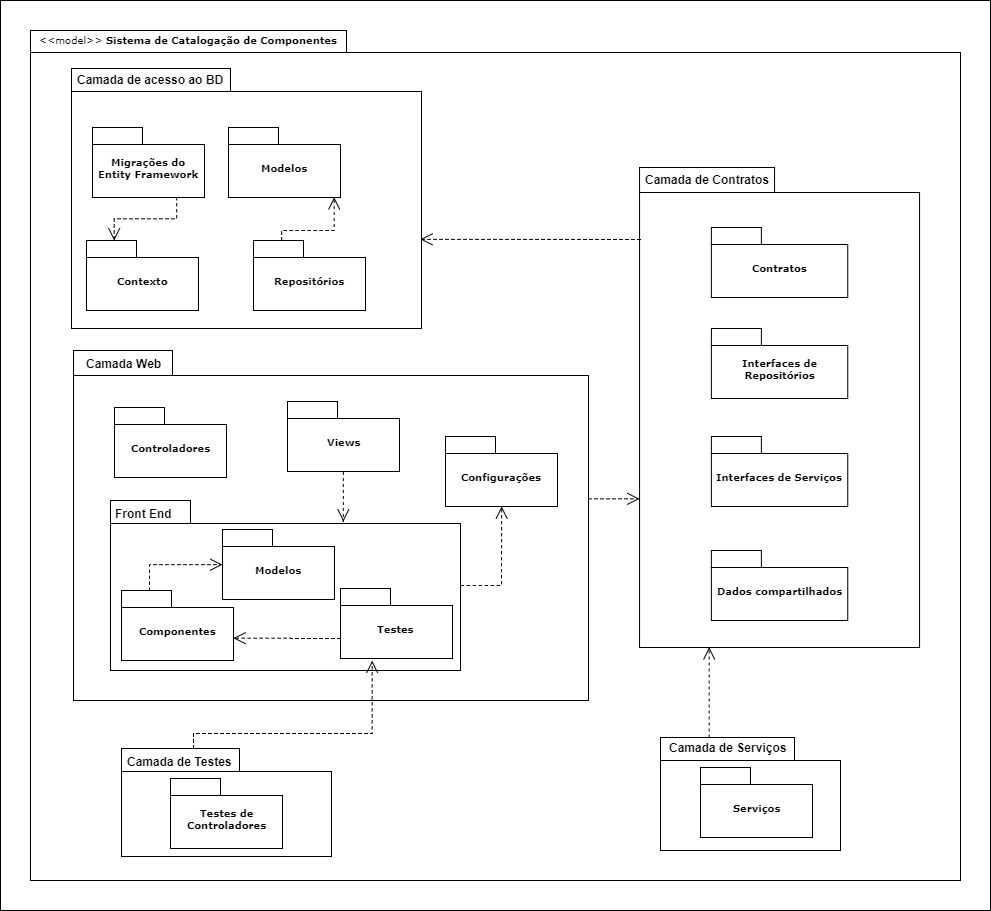 <<model>> Sistema de Catalogação de Componentes
Camada de acesso ao BD
Migrações do
Entity Framework
Modelos
Contexto
Repositórios
Camada de Contratos
Contratos
Interfaces de
Repositórios
Interfaces de Serviços
Dados compartilhados
Camada Web
Controladores
Views
Configurações
Front End
Modelos
Componentes
Testes
Camada de Testes
Testes de
Controladores
Camada de Serviços
Serviços